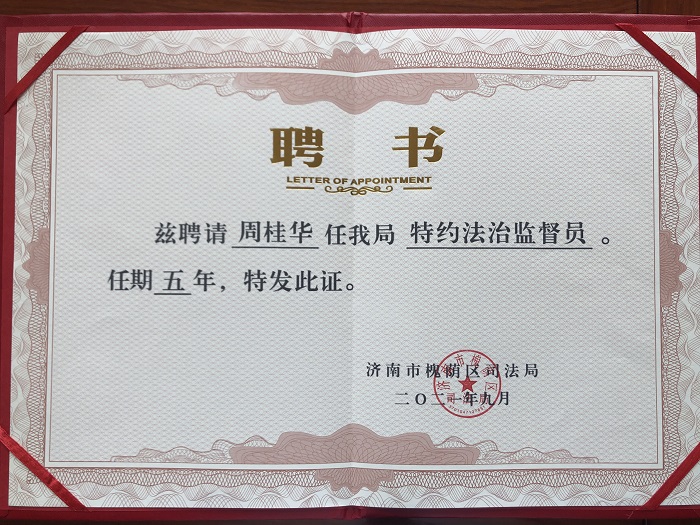 聘 书
LETTER OF APPOINTMENT
兹聘请 周桂华 任我局 特约法治监督员 。
任期 五 年，特发此证。
济南市槐荫区司法局
二〇二一年九月